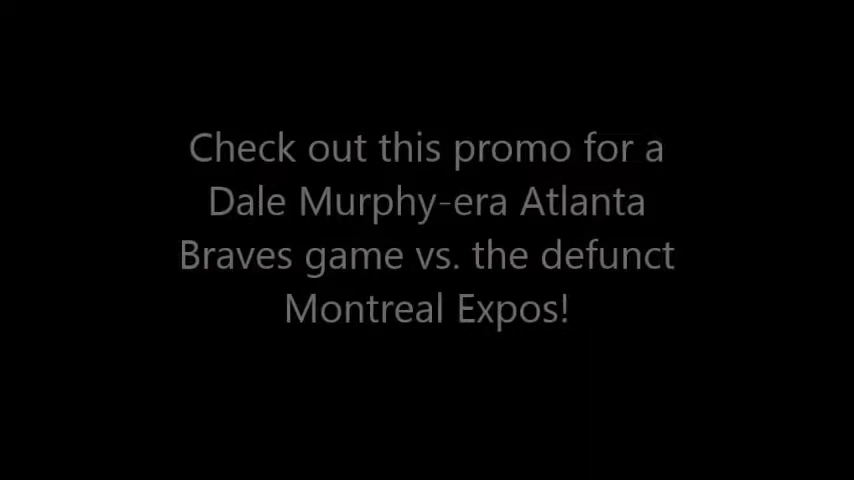 Check out this promo for a
Dale Murphy-era Atlanta
Braves game vs. the defunct
Montreal Expos!